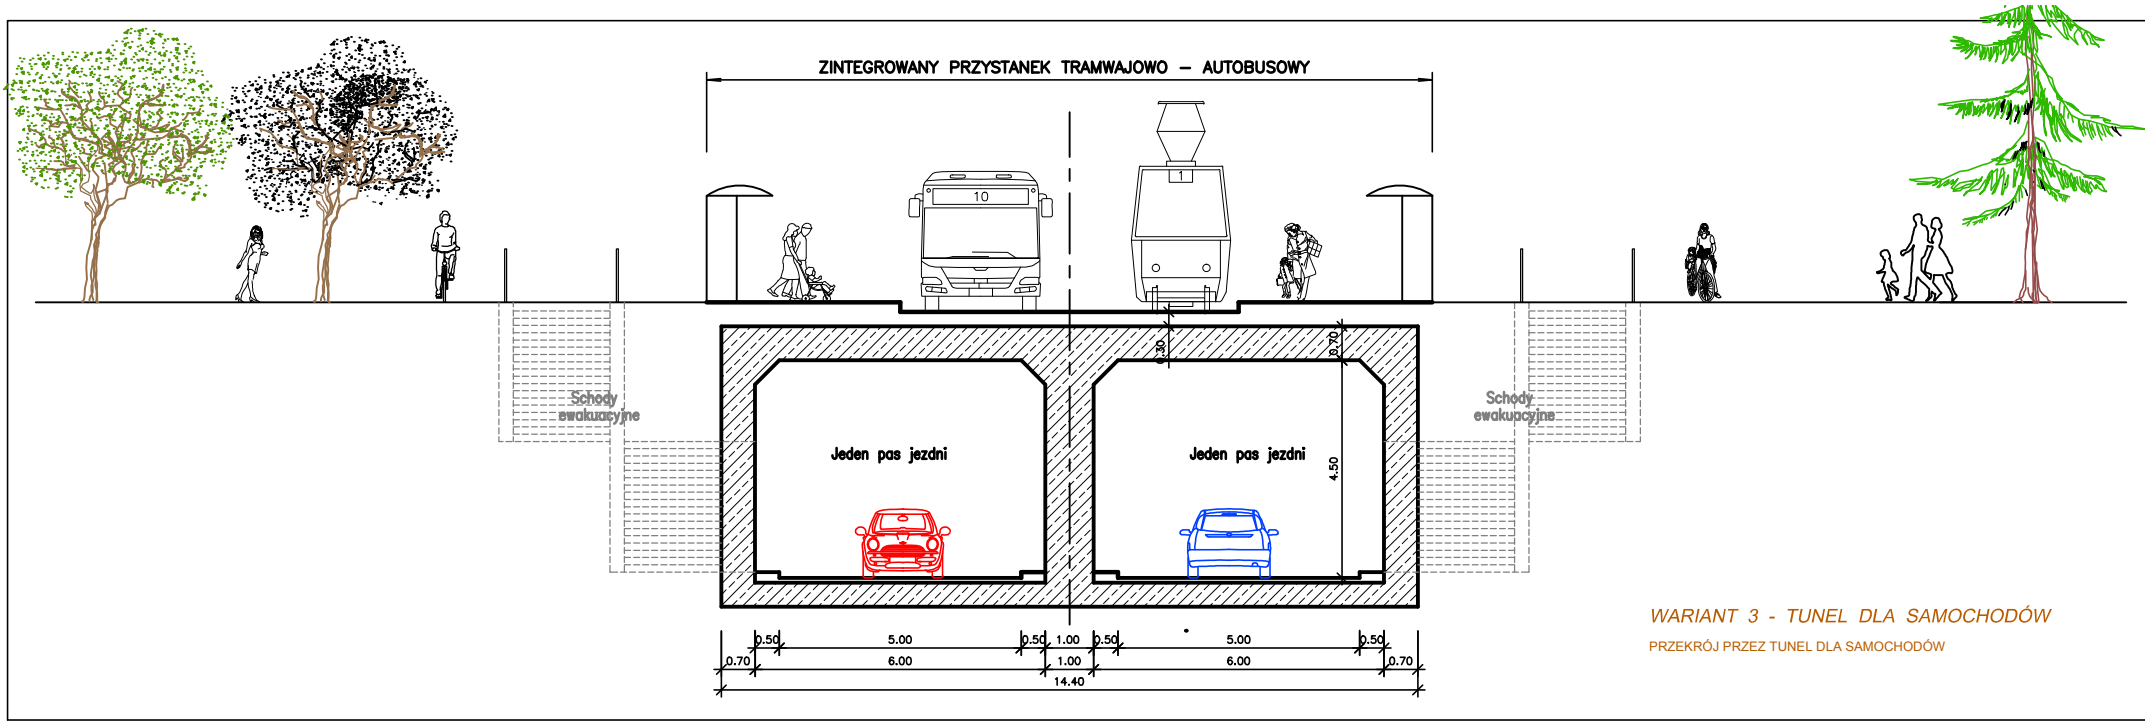 ZINTEGROWANY PRZYSTANEK TRAMWAJOWO – AUTOBUSOWY
10
1
0.30
0.70
Schody
ewakuacyjne
Schody
ewakuacyjne
Jeden pas jezdni
Jeden pas jezdni
4.50
WARIANT 3 - TUNEL DLA SAMOCHODÓW
PRZEKRÓJ PRZEZ TUNEL DLA SAMOCHODÓW
0.50 5.00 0.50 1.00 0.50 5.00 0.50
0.70 6.00 1.00 6.00 0.70
14.40